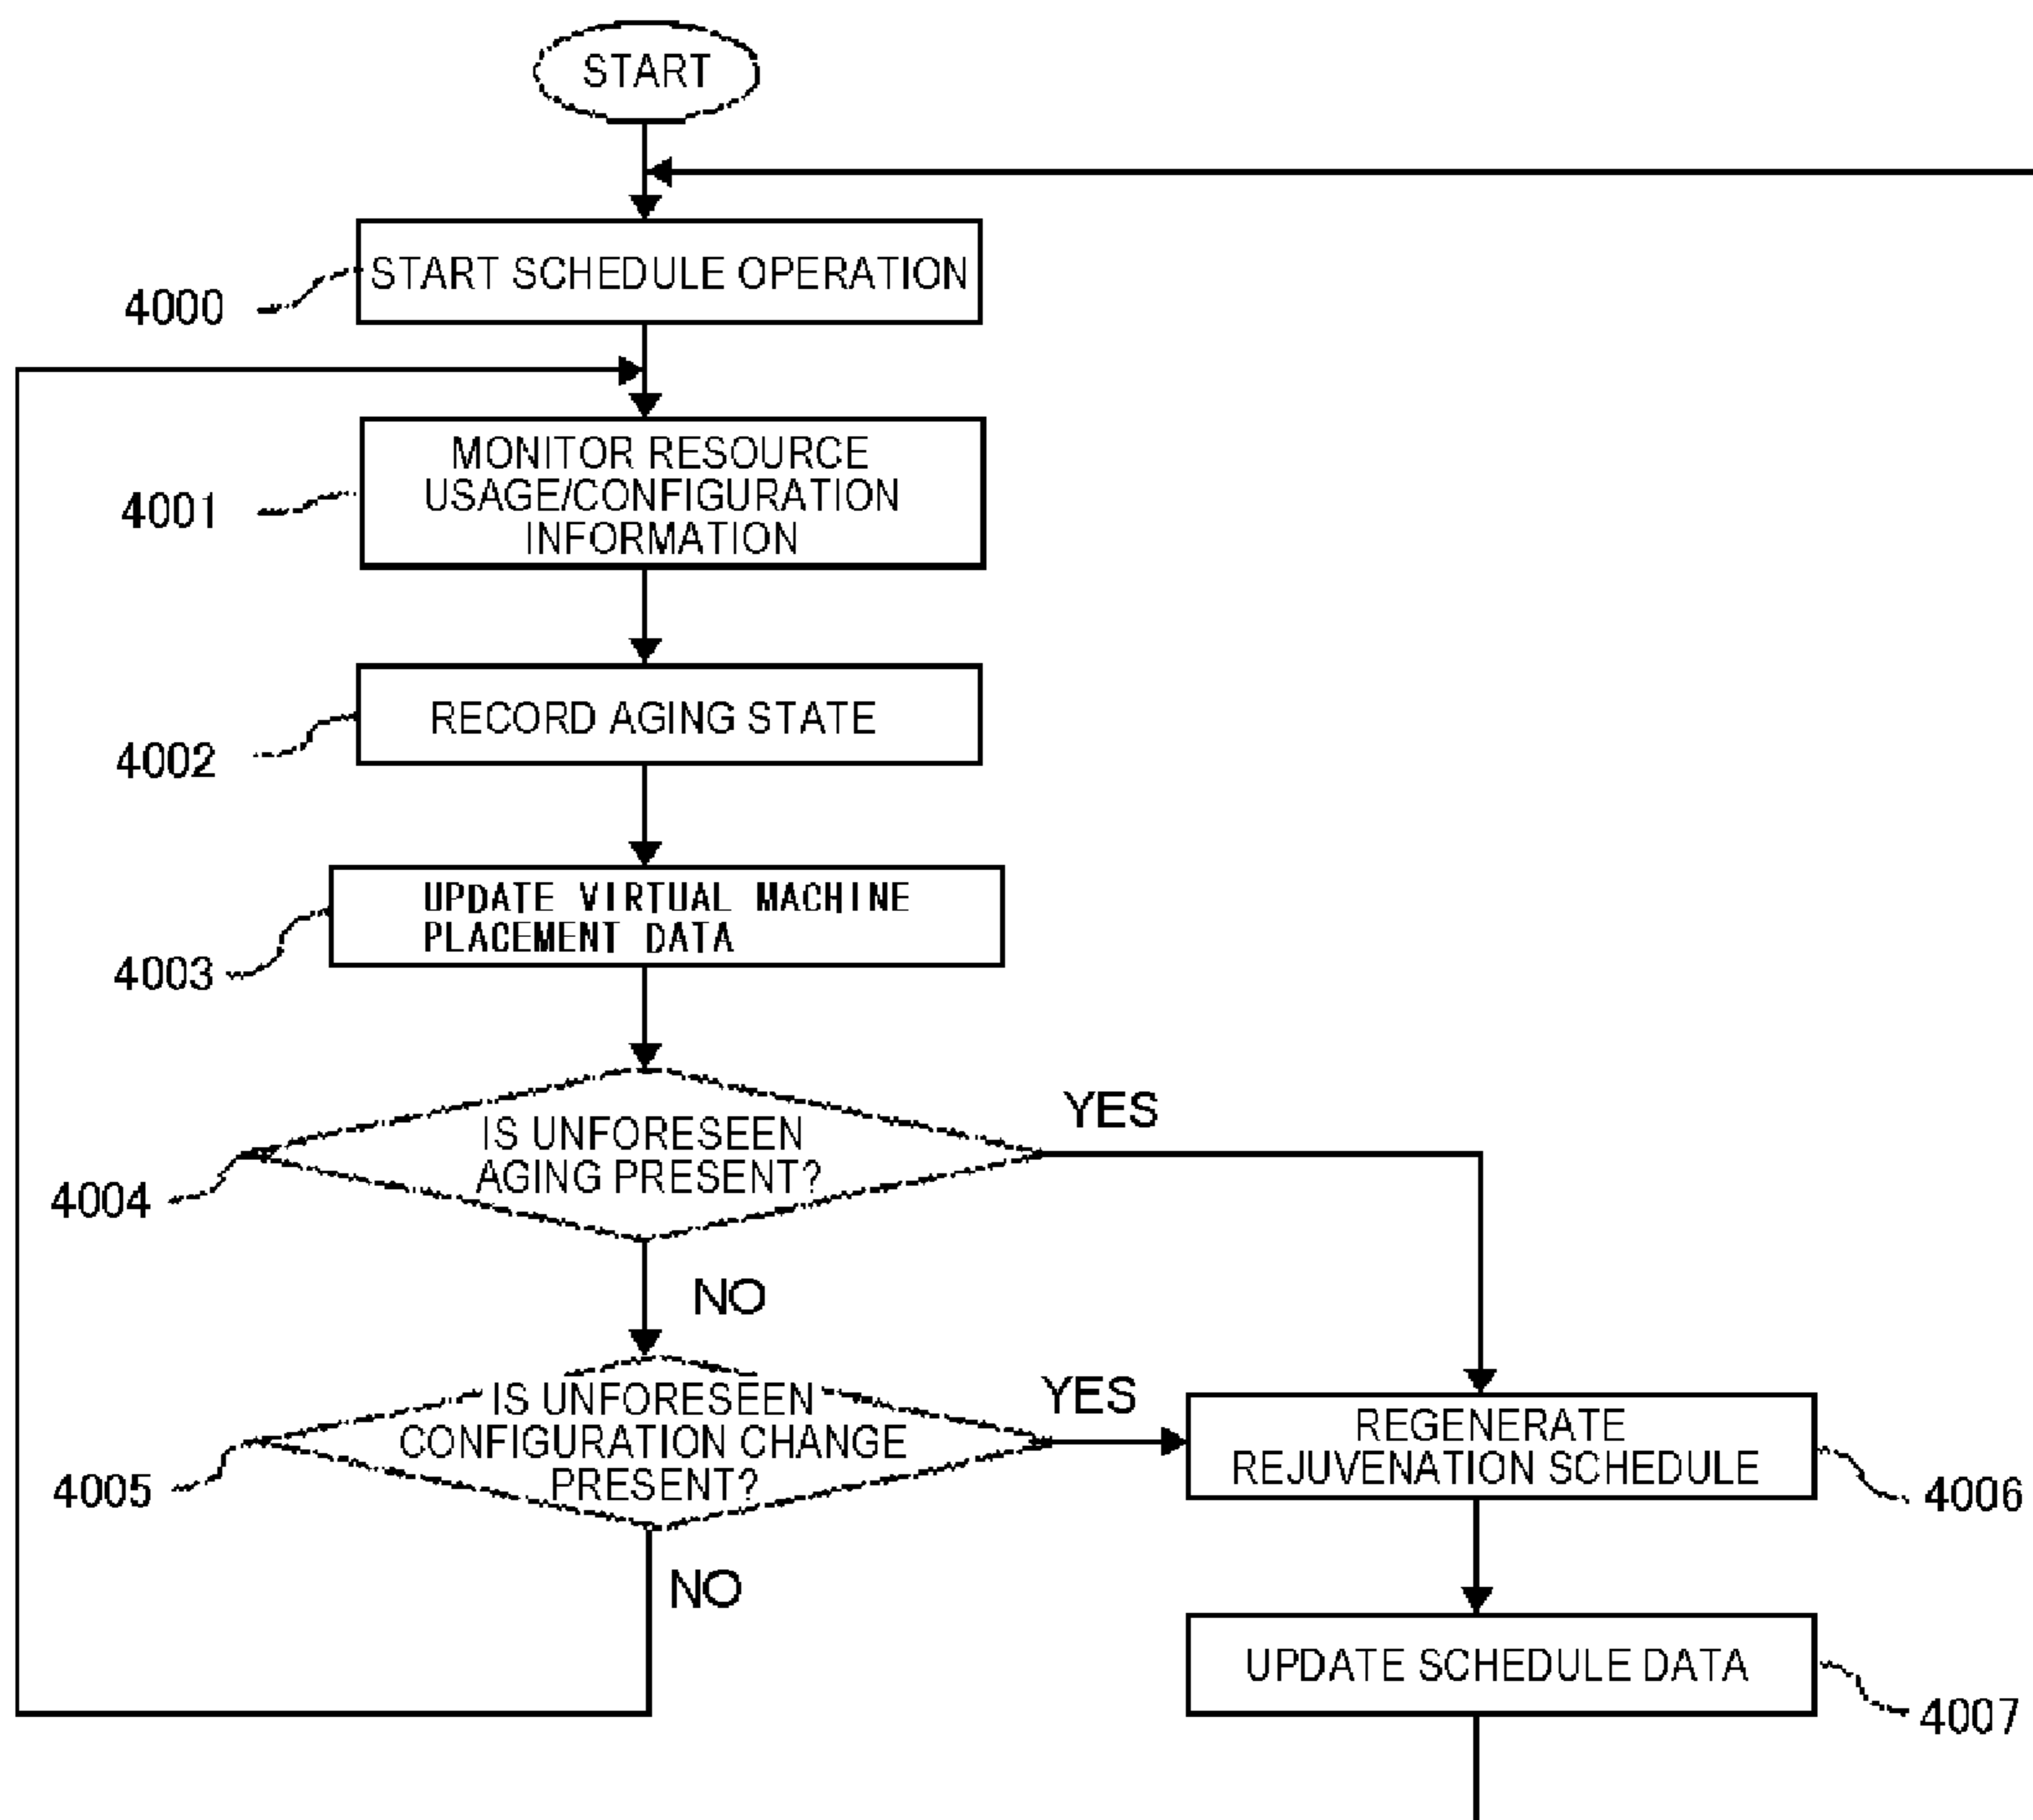 START
START SCHEDULE OPERATION
4000
MONITOR RESOURCE
USAGE/CONFIGURATION
INFORMATION
4001
RECORD AGING STATE
4002
UPDATE VIRTUAL MACHINE
PLACEMENT DATA
4003
IS UNFORESEEN
AGING PRESENT?
YES
4004
NO
IS UNFORESEEN
CONFIGURATION CHANGE
PRESENT?
YES
4005
NO
REGENERATE
REJUVENATION SCHEDULE
4006
UPDATE SCHEDULE DATA
4007